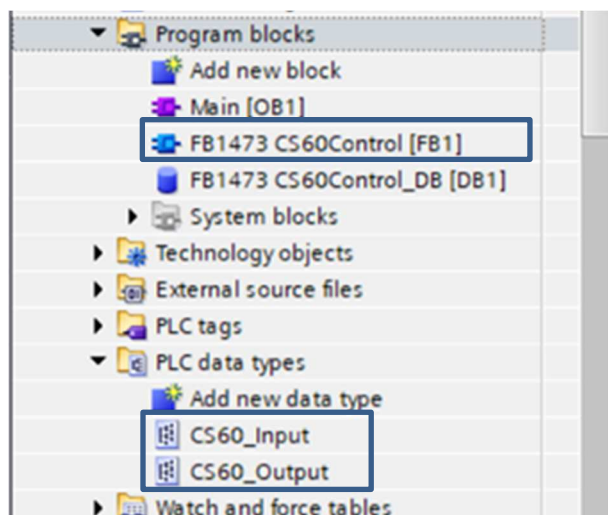 Program blocks
Add new block
Main [OB1]
FB1473 CS60Control [FB1]
FB1473 CS60Control_DB [DB1]
System blocks
Technology objects
External source files
PLC tags
PLC data types
Add new data type
CS60_Input
CS60_Output
Watch and force tables